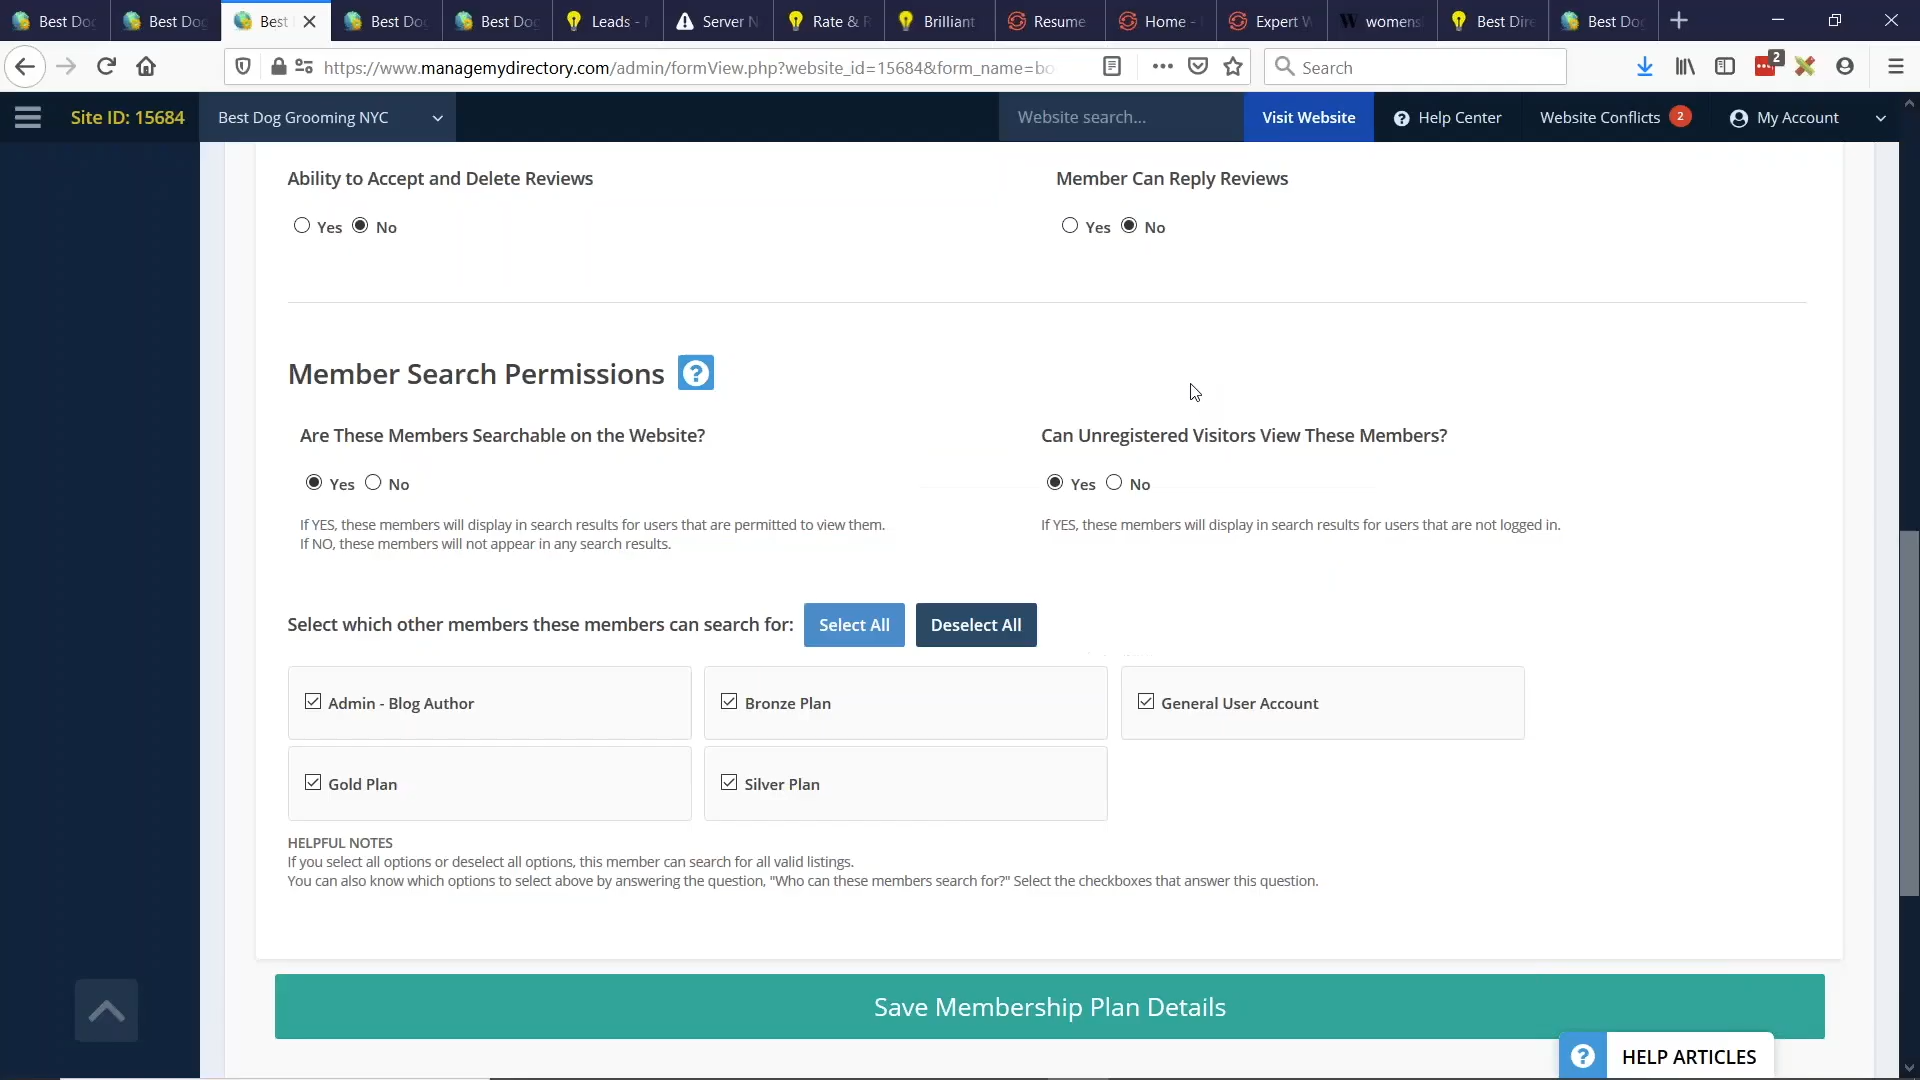 Best Doc
Best Dog
Best
Best Do
Best Dog
Leads -
Server N
Rate & R
Brilliant
Resume
Home -
Expert W
womens
Best Dire
Best Dog
https://www.managemydirectory.com/admin/formView.php?website_id=15684&form_name=bo
Search
2
Site ID: 15684
Best Dog Grooming NYC
Website search...
Visit Website
Help Center
Website Conflicts 2
My Account
Ability to Accept and Delete Reviews
Member Can Reply Reviews
Yes No
Yes No
Member Search Permissions ?
Are These Members Searchable on the Website?
Can Unregistered Visitors View These Members?
Yes No
Yes No
If YES, these members will display in search results for users that are permitted to view them.
If NO, these members will not appear in any search results.
If YES, these members will display in search results for users that are not logged in.
Select which other members these members can search for:
Select All
Deselect All
Admin - Blog Author
Bronze Plan
General User Account
Gold Plan
Silver Plan
HELPFUL NOTES
If you select all options or deselect all options, this member can search for all valid listings.
You can also know which options to select above by answering the question, "Who can these members search for?" Select the checkboxes that answer this question.
Save Membership Plan Details
? HELP ARTICLES